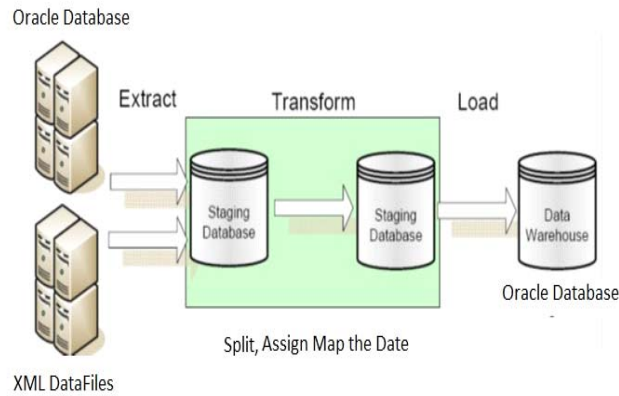 Oracle Database
Extract
Transform
Load
Staging
Database
Staging
Database
Data
Warehouse
Oracle Database
Split, Assign Map the Date
XML DataFiles